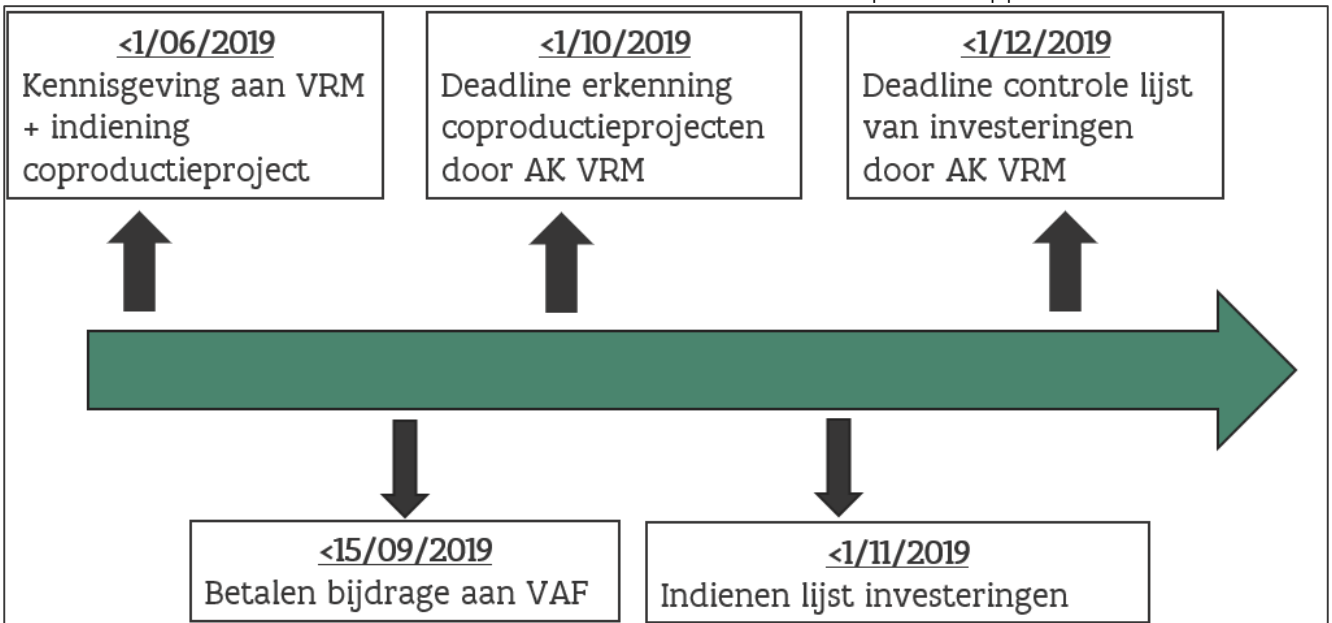 <1/06/2019
Kennisgeving aan VRM
+ indiening
coproductieproject
<1/10/2019
Deadline erkenning
coproductieprojecten
door AK VRM
<1/12/2019
Deadline controle lijst
van investeringen
door AK VRM
<15/09/2019
Betalen bijdrage aan VAF
<1/11/2019
Indienen lijst investeringen